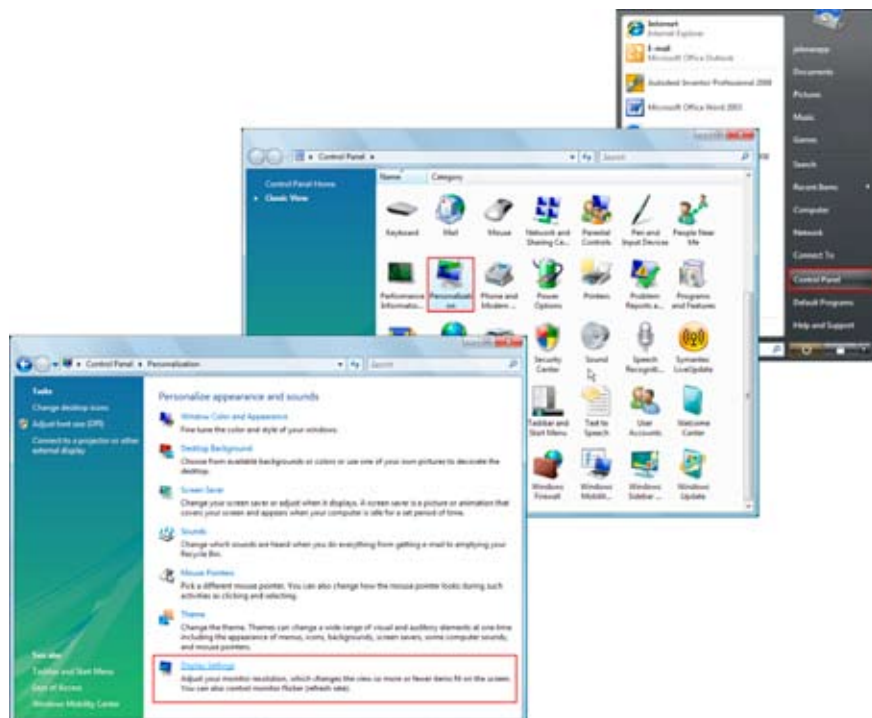 Internet
Internet Explorer
E-mail
Microsoft Office Outlook
Autodesk Inventor Professional 2008
Microsoft Office Word 2003
Documents
Pictures
Music
Games
Search
Recent Items
Computer
Network
Connect To
Control Panel
Default Programs
Help and Support
Control Panel
Search
Control Panel Home
Classic View
Name
Category
Keyboard
Mail
Mouse
Network and
Sharing Ce...
Parental
Controls
Pen and
Input Devices
People Near
Me
Performance
Informatio...
Personalizati
on
Phone and
Modem ...
Power
Options
Printers
Problem
Reports a...
Programs
and Features
Security
Center
Sound
Speech
Recogniti...
Symantec
LiveUpdate
Taskbar and
Start Menu
Text to
Speech
User
Accounts
Welcome
Center
Windows
Firewall
Windows
Mobilit...
Windows
Sidebar ...
Windows
Update
Control Panel
Personalization
Search
Tasks
Change desktop icons
Adjust font size (DPI)
Connect to a projector or other
external display
See also
Taskbar and Start Menu
Ease of Access
Windows Mobility Center
Personalize appearance and sounds
Window Color and Appearance
Fine tune the color and style of your windows.
Desktop Background
Choose from available backgrounds or colors or use one of your own pictures to decorate the
desktop.
Screen Saver
Change your screen saver or adjust when it displays. A screen saver is a picture or animation that
covers your screen and appears when your computer is idle for a set period of time.
Sounds
Change which sounds are heard when you do everything from getting e-mail to emptying your
Recycle Bin.
Mouse Pointers
Pick a different mouse pointer. You can also change how the mouse pointer looks during such
activities as clicking and selecting.
Theme
Change the theme. Themes can change a wide range of visual and auditory elements at one time
including the appearance of menus, icons, backgrounds, screen savers, some computer sounds,
and mouse pointers.
Display Settings
Adjust your monitor resolution, which changes the view so more or fewer items fit on the screen.
You can also control monitor flicker (refresh rate).